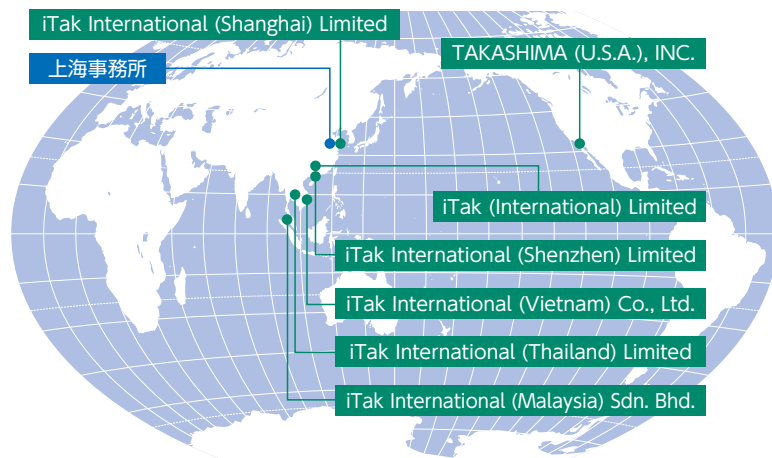 iTak International (Shanghai) Limited
上海事務所
TAKASHIMA (U.S.A.), INC.
iTak (International) Limited
iTak International (Shenzhen) Limited
iTak International (Vietnam) Co., Ltd.
iTak International (Thailand) Limited
iTak International (Malaysia) Sdn. Bhd.